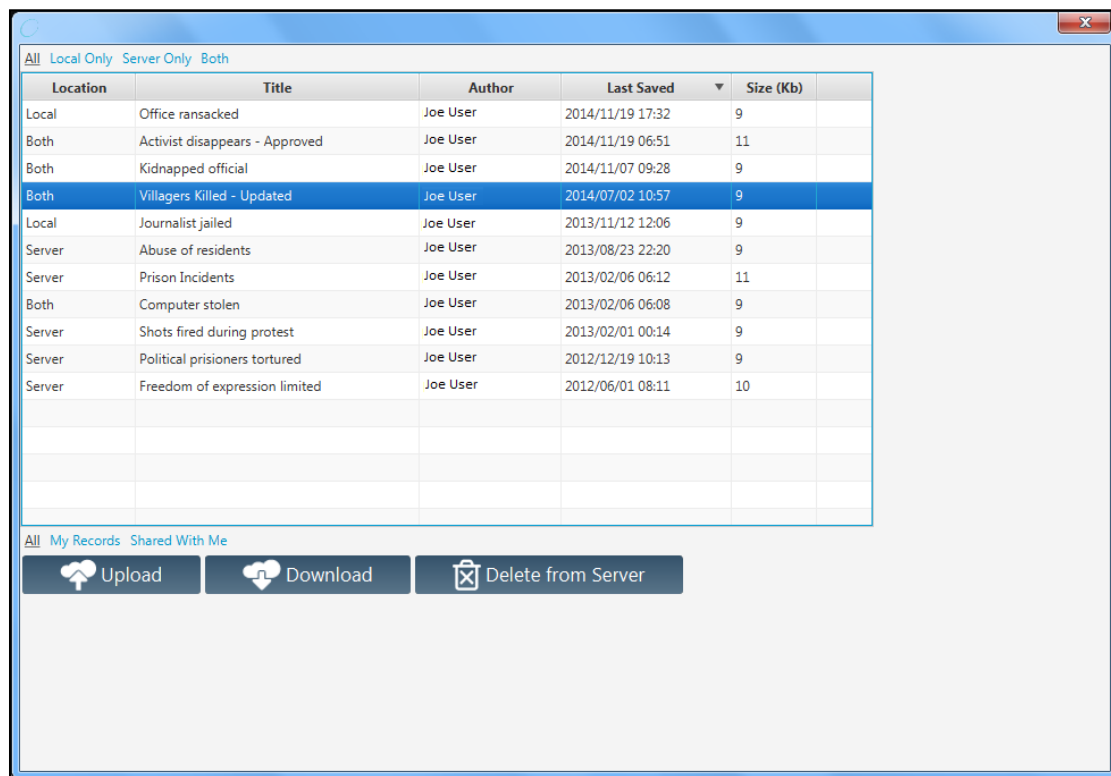 All Local Only Server Only Both
Location Title Author Last Saved Size (Kb)
Local Office ransacked Joe User 2014/11/19 17:32 9
Both Activist disappears - Approved Joe User 2014/11/19 06:51 11
Both Kidnapped official Joe User 2014/11/07 09:28 9
Both Villagers Killed - Updated Joe User 2014/07/02 10:57 9
Local Journalist jailed Joe User 2013/11/12 12:06 9
Server Abuse of residents Joe User 2013/08/23 22:20 9
Server Prison Incidents Joe User 2013/02/06 06:12 11
Both Computer stolen Joe User 2013/02/06 06:08 9
Server Shots fired during protest Joe User 2013/02/01 00:14 9
Server Political prisioners tortured Joe User 2012/12/19 10:13 9
Server Freedom of expression limited Joe User 2012/06/01 08:11 10
All My Records Shared With Me
Upload Download Delete from Server